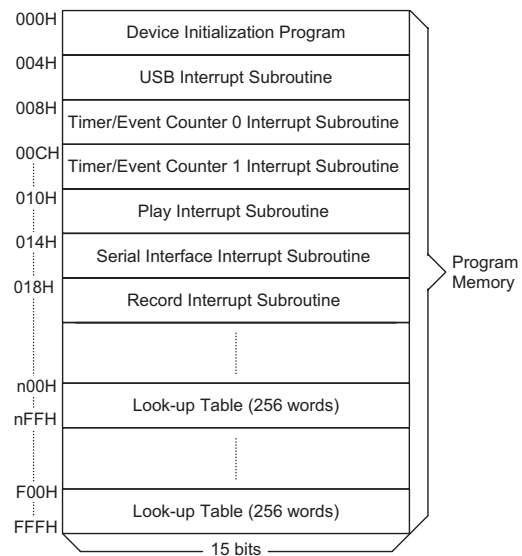 000H
Device Initialization Program
004H
USB Interrupt Subroutine
008H
Timer/Event Counter 0 Interrupt Subroutine
00CH
Timer/Event Counter 1 Interrupt Subroutine
010H
Play Interrupt Subroutine
014H
Serial Interface Interrupt Subroutine
018H
Record Interrupt Subroutine
Program
Memory
n00H
Look-up Table (256 words)
nFFH
F00H
Look-up Table (256 words)
FFFH
15 bits